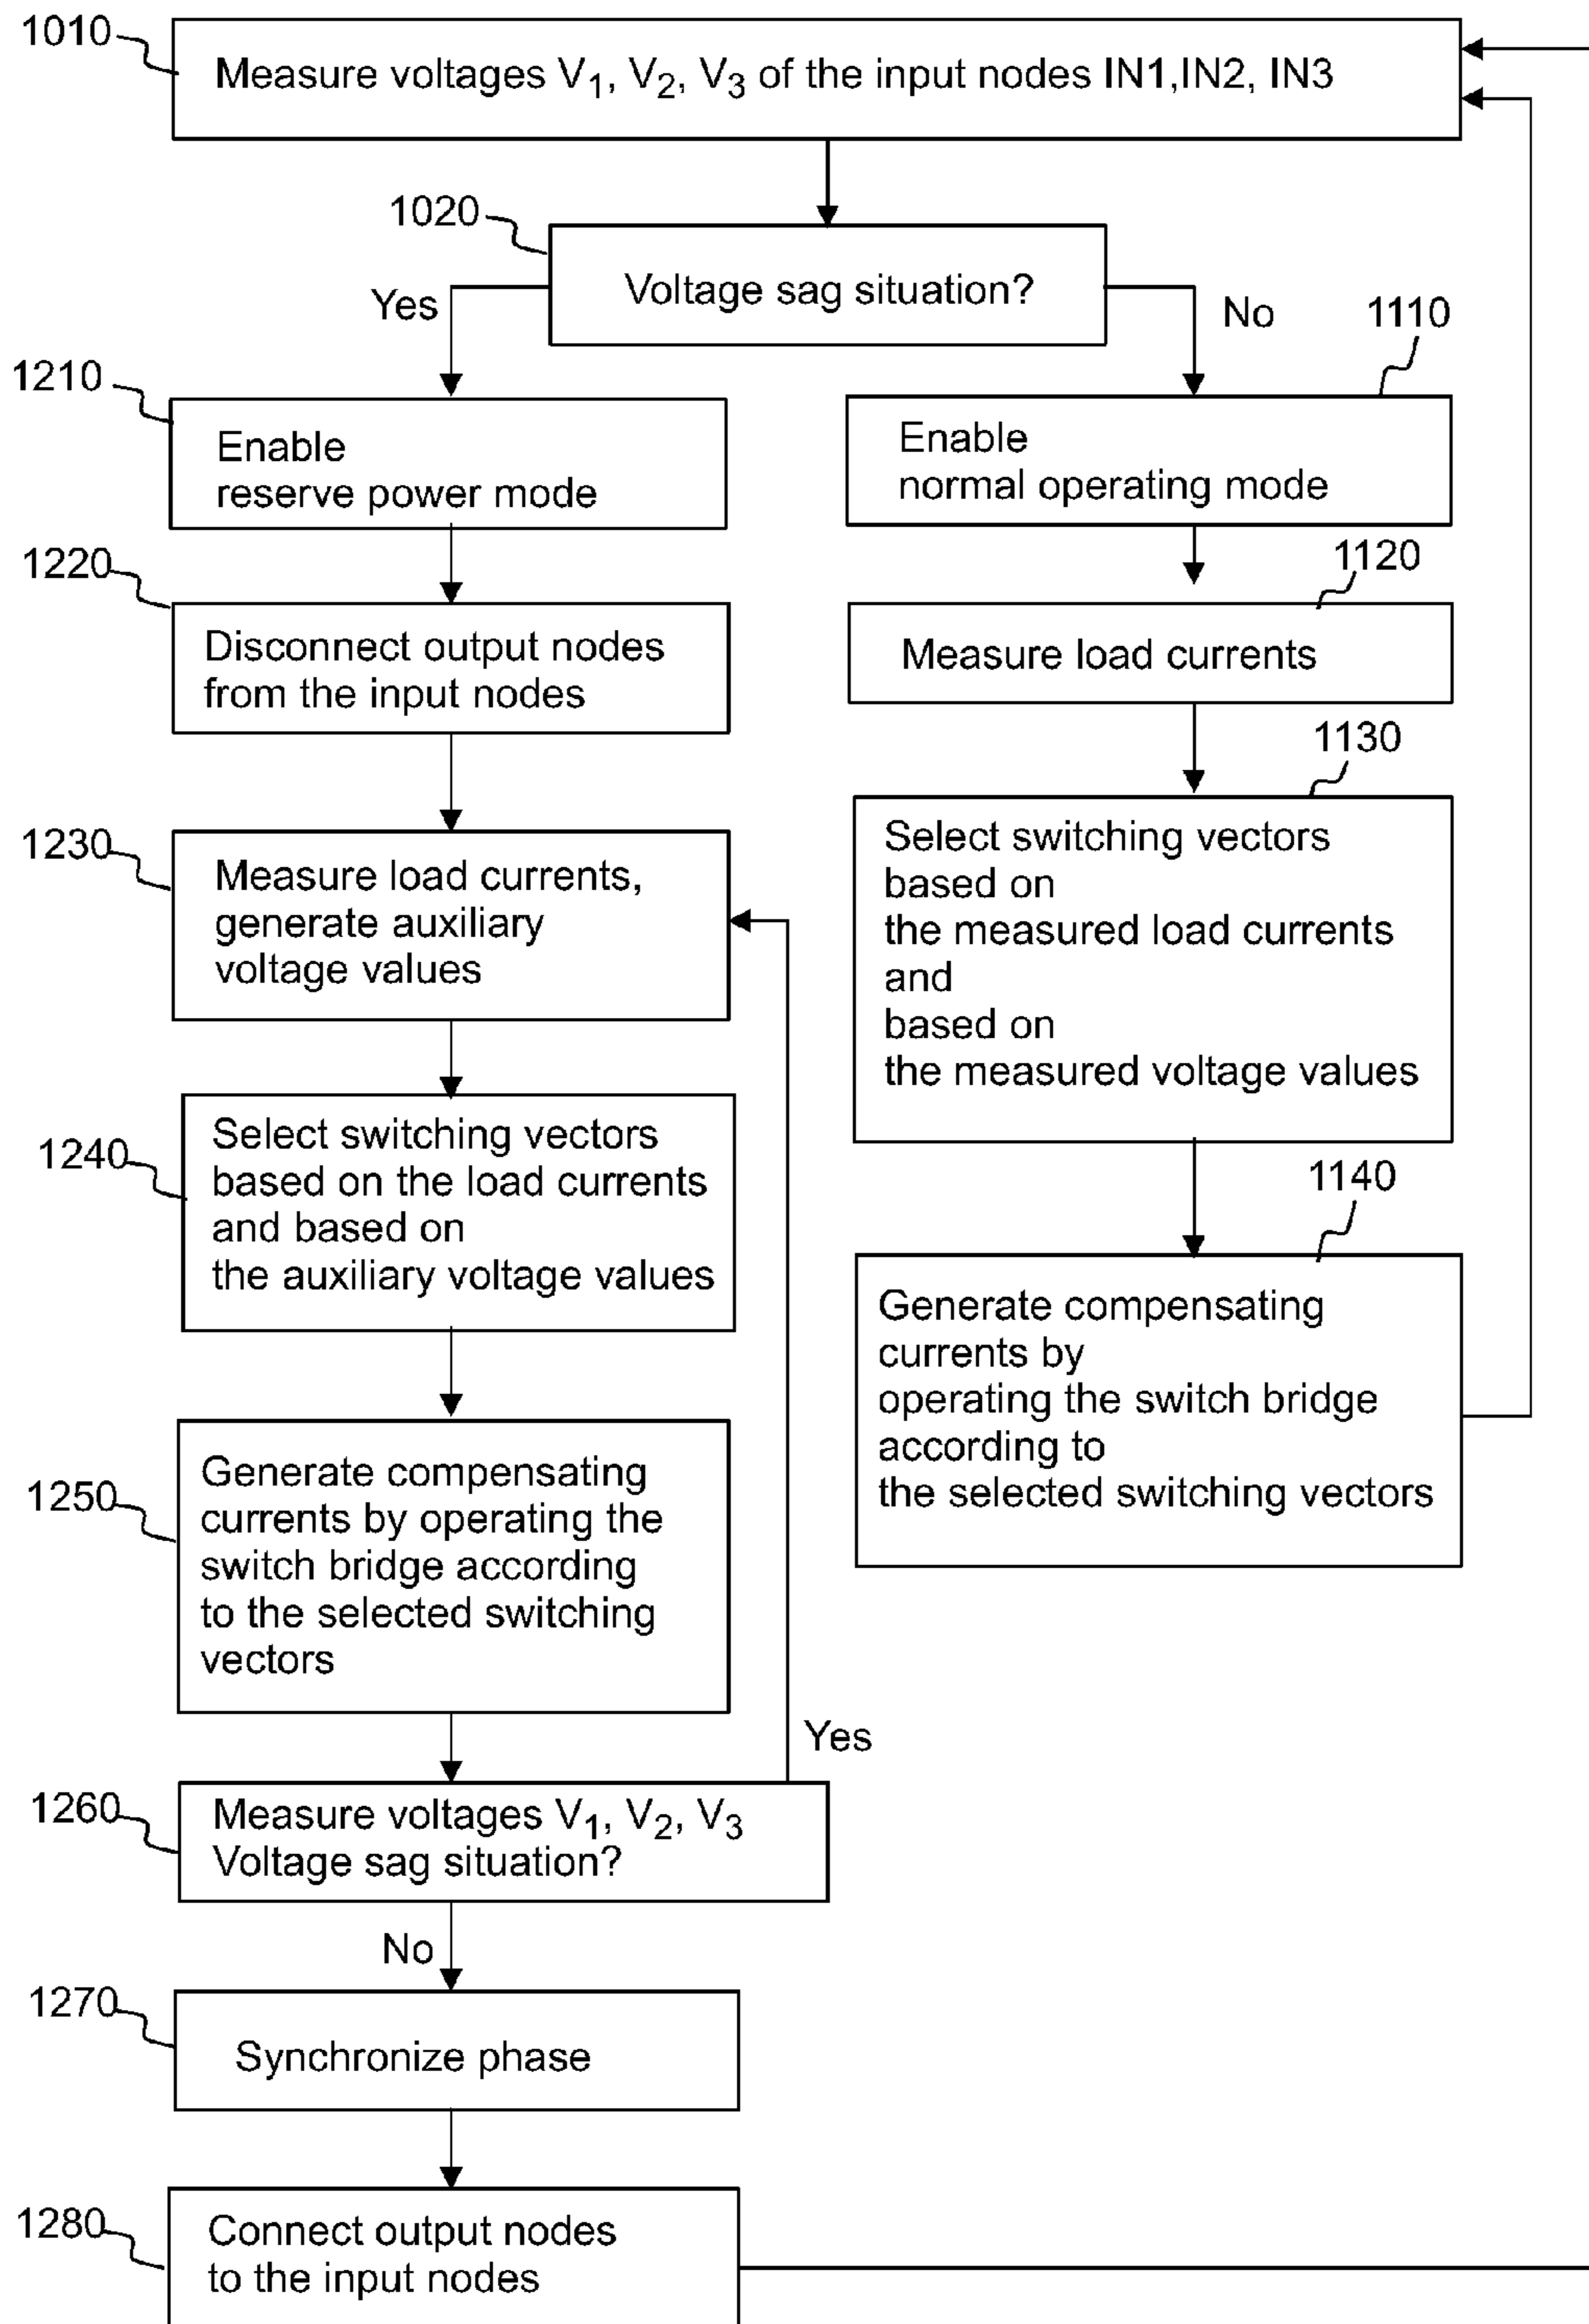 1010
Measure voltages V₁, V₂, V₃ of the input nodes IN1,IN2, IN3
1020
Voltage sag situation?
Yes
No
1110
Enable
normal operating mode
1120
Measure load currents
1130
Select switching vectors
based on
the measured load currents
and
based on
the measured voltage values
1140
Generate compensating
currents by
operating the switch bridge
according to
the selected switching vectors
1210
Enable
reserve power mode
1220
Disconnect output nodes
from the input nodes
1230
Measure load currents,
generate auxiliary
voltage values
1240
Select switching vectors
based on the load currents
and based on
the auxiliary voltage values
1250
Generate compensating
currents by operating the
switch bridge according
to the selected switching
vectors
Yes
1260
Measure voltages V₁, V₂, V₃
Voltage sag situation?
No
1270
Synchronize phase
1280
Connect output nodes
to the input nodes